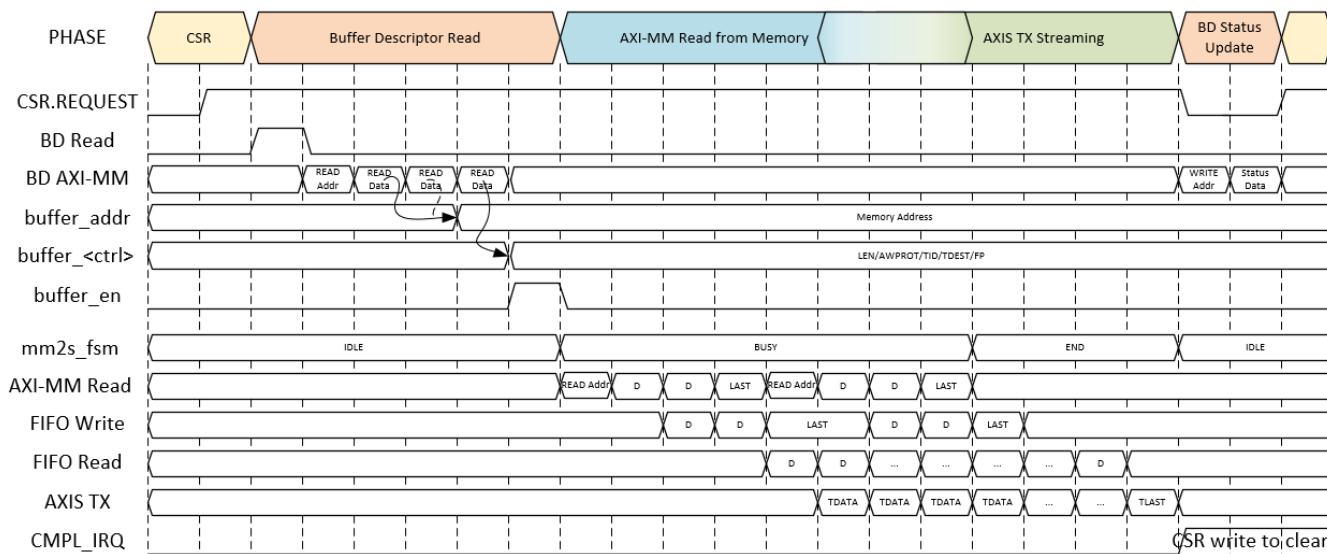 PHASE
CSR
Buffer Descriptor Read
AXI-MM Read from Memory
AXIS TX Streaming
BD Status
Update
CSR.REQUEST
BD Read
BD AXI-MM
READ
Addr
READ
Data
READ
Data
READ
Data
WRITE
Addr
Status
Data
buffer_addr
Memory Address
buffer_<ctrl>
LEN/AWPROT/TID/TDEST/FP
buffer_en
mm2s_fsm
IDLE
BUSY
END
IDLE
AXI-MM Read
READ Addr
D
D
LAST
READ Addr
D
D
LAST
FIFO Write
D
D
LAST
D
D
LAST
FIFO Read
D
D
...
...
...
...
D
AXIS TX
TDATA
TDATA
TDATA
TDATA
...
...
TLAST
CMPL_IRQ
CSR write to clear